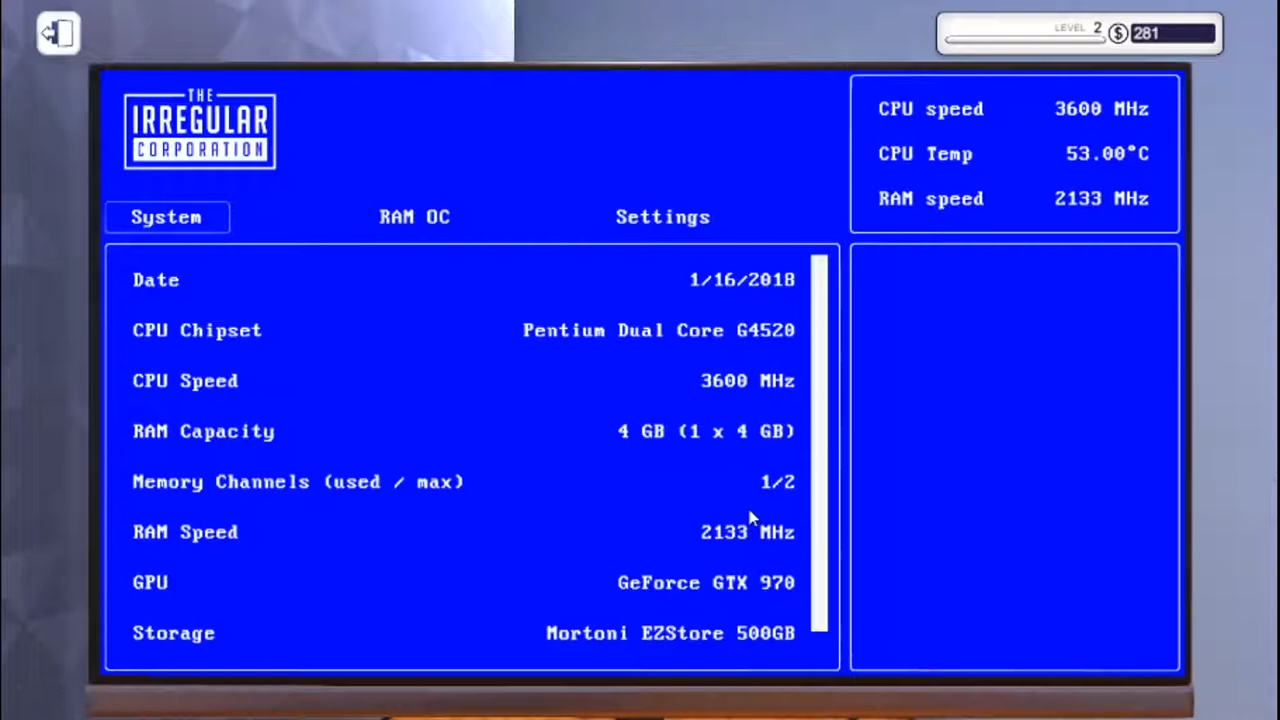 LEVEL 2 $ 281
THE
IRREGULAR
CORPORATION
CPU speed 3600 MHz
CPU Temp 53.00°C
RAM speed 2133 MHz
System RAM OC Settings
Date 1/16/2018
CPU Chipset Pentium Dual Core G4520
CPU Speed 3600 MHz
RAM Capacity 4 GB (1 x 4 GB)
Memory Channels (used / max) 1/2
RAM Speed 2133 MHz
GPU GeForce GTX 970
Storage Mortoni EZStore 500GB